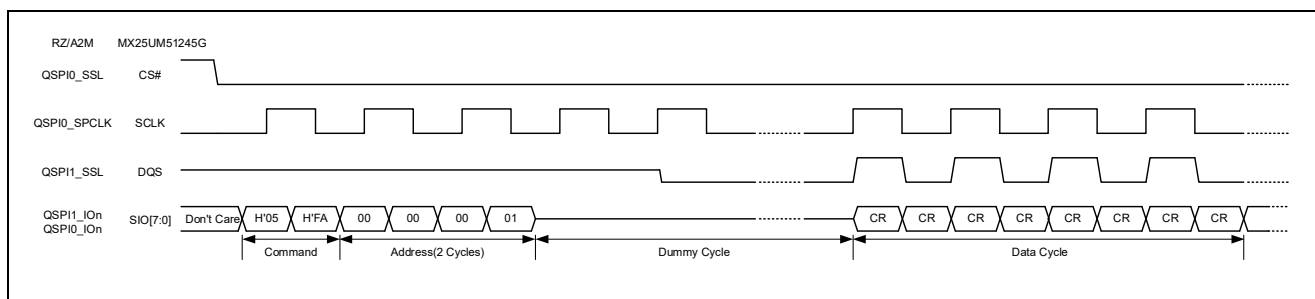 RZ/A2M MX25UM51245G
QSPI0_SSL CS#
QSPI0_SPCLK SCLK
QSPI1_SSL DQS
QSPI1_IOn
QSPI0_IOn SIO[7:0] Don't Care H'05 H'FA 00 00 00 01 CR CR CR CR CR CR CR CR
Command Address(2 Cycles) Dummy Cycle Data Cycle